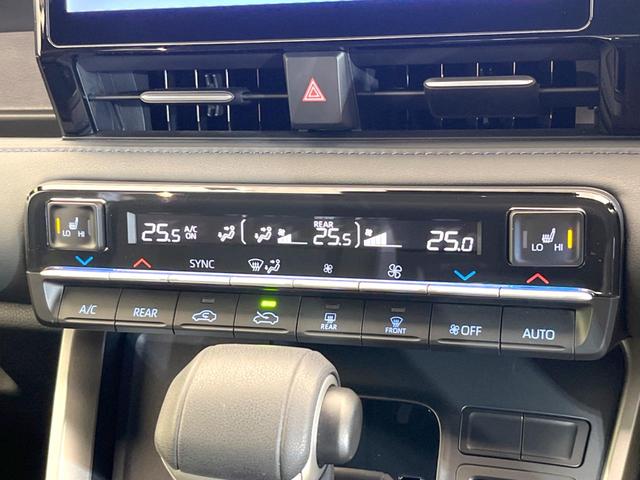 LO HI
25.5 A/C ON
REAR
25.5
25.0
LO HI
SYNC
A/C
REAR
REAR
FRONT
OFF
AUTO